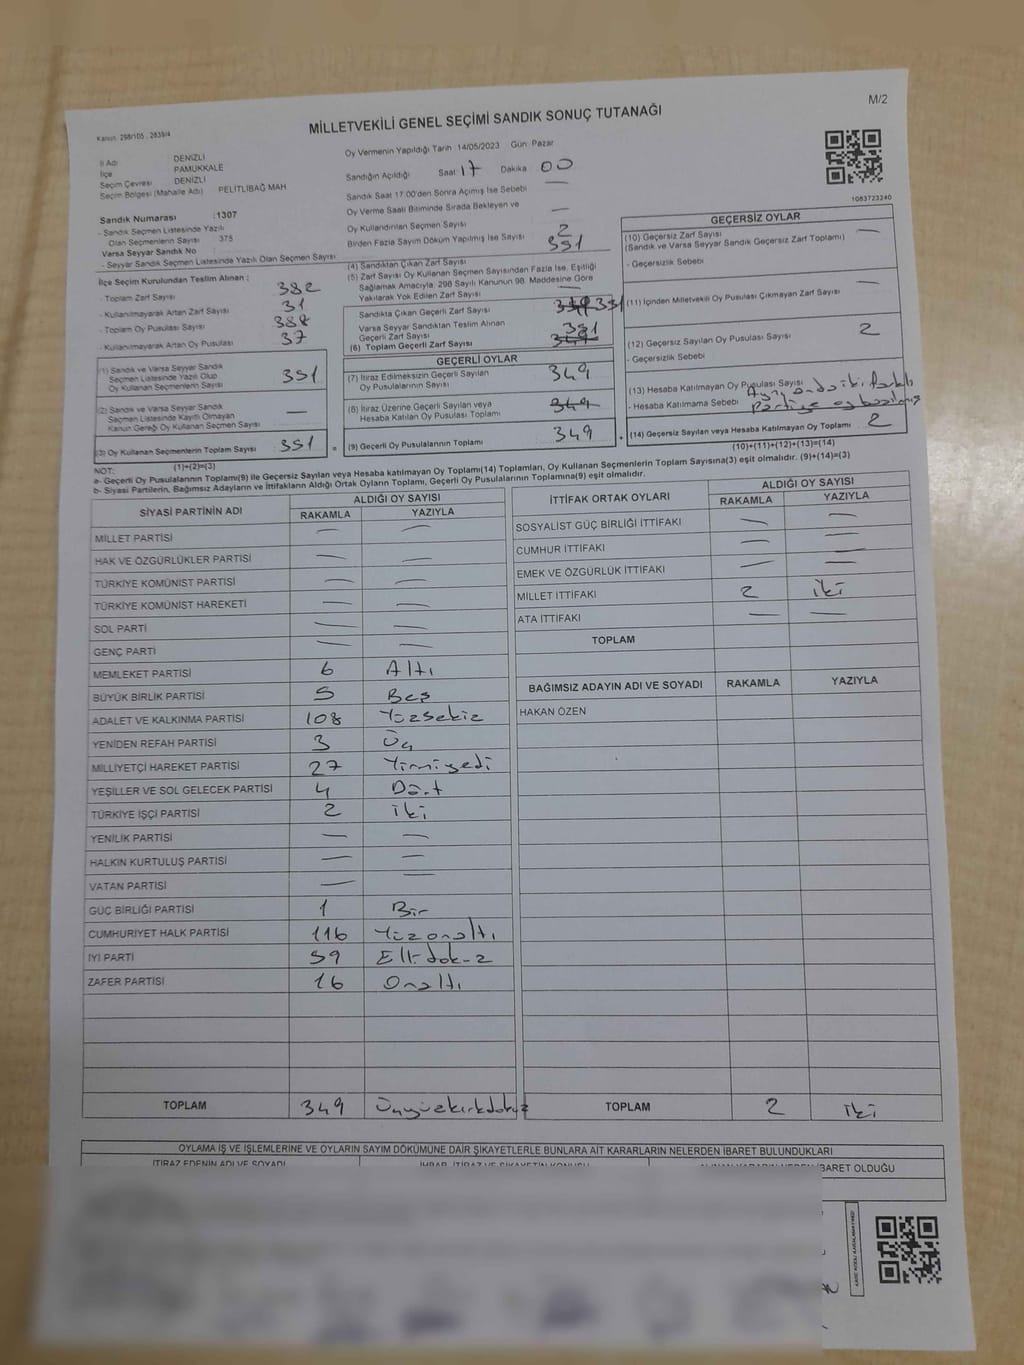 M/2
Kanun: 298/105 , 2839/4
MİLLETVEKİLİ GENEL SEÇİMİ SANDIK SONUÇ TUTANAĞI
İl Adı DENİZLİ
İlçe PAMUKKALE
Seçim Çevresi DENİZLİ
Seçim Bölgesi (Mahalle Adı) PELİTLİBAĞ MAH
Sandık Numarası :1307
- Sandık Seçmen Listesinde Yazılı
Olan Seçmenlerin Sayısı 375
Varsa Seyyar Sandık No
- Seyyar Sandık Seçmen Listesinde Yazılı Olan Seçmen Sayısı
Oy Vermenin Yapıldığı Tarih 14/05/2023 Gün: Pazar
Sandığın Açıldığı Saat 17 Dakika 00
Sandık Saat 17:00'den Sonra Açılmış İse Sebebi —
Oy Verme Saati Bitiminde Sırada Bekleyen ve
Oy Kullandırılan Seçmen Sayısı —
Birden Fazla Sayım Döküm Yapılmış İse Sayısı 2
İlçe Seçim Kurulundan Teslim Alınan :
- Toplam Zarf Sayısı 382
- Kullanılmayarak Artan Zarf Sayısı 31
- Toplam Oy Pusulası Sayısı 388
- Kullanılmayarak Artan Oy Pusulası 37
(1) Sandık ve Varsa Seyyar Sandık
Seçmen Listesinde Yazılı Olup
Oy Kullanan Seçmenlerin Sayısı 351
(2) Sandık ve Varsa Seyyar Sandık
Seçmen Listesinde Kayıtlı Olmayan
Kanun Gereği Oy Kullanan Seçmen Sayısı —
(3) Oy Kullanan Seçmenlerin Toplam Sayısı 351
(1)+(2)=(3)
(4) Sandıktan Çıkan Zarf Sayısı 351
(5) Zarf Sayısı Oy Kullanan Seçmen Sayısından Fazla İse, Eşitliği
Sağlamak Amacıyla, 298 Sayılı Kanunun 98. Maddesine Göre
Yakılarak Yok Edilen Zarf Sayısı —
Sandıkta Çıkan Geçerli Zarf Sayısı 349 351
Varsa Seyyar Sandıktan Teslim Alınan
Geçerli Zarf Sayısı
(6) Toplam Geçerli Zarf Sayısı 351 349
GEÇERLİ OYLAR
(7) İtiraz Edilmeksizin Geçerli Sayılan
Oy Pusulalarının Sayısı 349
(8) İtiraz Üzerine Geçerli Sayılan veya
Hesaba Katılan Oy Pusulası Toplamı 349
= (9) Geçerli Oy Pusulalarının Toplamı 349
1083723240
GEÇERSİZ OYLAR
(10) Geçersiz Zarf Sayısı —
(Sandık ve Varsa Seyyar Sandık Geçersiz Zarf Toplamı)
- Geçersizlik Sebebi
(11) İçinden Milletvekili Oy Pusulası Çıkmayan Zarf Sayısı —
(12) Geçersiz Sayılan Oy Pusulası Sayısı 2
- Geçersizlik Sebebi
(13) Hesaba Katılmayan Oy Pusulası Sayısı
- Hesaba Katılmama Sebebi Aynı anda iki farklı
Partiye oy
+ (14) Geçersiz Sayılan veya Hesaba Katılmayan Oy Toplamı 2
(10)+(11)+(12)+(13)=(14)
NOT:
a- Geçerli Oy Pusulalarının Toplamı(9) ile Geçersiz Sayılan veya Hesaba katılmayan Oy Toplamı(14) Toplamları, Oy Kullanan Seçmenlerin Toplam Sayısına(3) eşit olmalıdır. (9)+(14)=(3)
b- Siyasi Partilerin, Bağımsız Adayların ve İttifakların Aldığı Ortak Oyların Toplamı, Geçerli Oy Pusulalarının Toplamına(9) eşit olmalıdır.
SİYASİ PARTİNİN ADI ALDIĞI OY SAYISI
RAKAMLA YAZIYLA
MİLLET PARTİSİ — —
HAK VE ÖZGÜRLÜKLER PARTİSİ — —
TÜRKİYE KOMÜNİST PARTİSİ — —
TÜRKİYE KOMÜNİST HAREKETİ — —
SOL PARTİ — —
GENÇ PARTİ — —
MEMLEKET PARTİSİ 6 Altı
BÜYÜK BİRLİK PARTİSİ 5 Beş
ADALET VE KALKINMA PARTİSİ 108 Yüzsekiz
YENİDEN REFAH PARTİSİ 3 Üç
MİLLİYETÇİ HAREKET PARTİSİ 27 Yirmiyedi
YEŞİLLER VE SOL GELECEK PARTİSİ 4 Dört
TÜRKİYE İŞÇİ PARTİSİ 2 iki
YENİLİK PARTİSİ — —
HALKIN KURTULUŞ PARTİSİ — —
VATAN PARTİSİ — —
GÜÇ BİRLİĞİ PARTİSİ 1 Bir
CUMHURİYET HALK PARTİSİ 116 Yüzonaltı
İYİ PARTİ 59 Ellidokuz
ZAFER PARTİSİ 16 Onaltı
TOPLAM 349 Üçyüzkırkdokuz
İTTİFAK ORTAK OYLARI ALDIĞI OY SAYISI
RAKAMLA YAZIYLA
SOSYALİST GÜÇ BİRLİĞİ İTTİFAKI — —
CUMHUR İTTİFAKI — —
EMEK VE ÖZGÜRLÜK İTTİFAKI — —
MİLLET İTTİFAKI 2 iki
ATA İTTİFAKI — —
TOPLAM
BAĞIMSIZ ADAYIN ADI VE SOYADI RAKAMLA YAZIYLA
HAKAN ÖZEN
TOPLAM 2 iki
OYLAMA İŞ VE İŞLEMLERİNE VE OYLARIN SAYIM DÖKÜMÜNE DAİR ŞİKAYETLERLE BUNLARA AİT KARARLARIN NELERDEN İBARET BULUNDUKLARI
İTİRAZ EDENİN ADI VE SOYADI
İBARET OLDUĞU